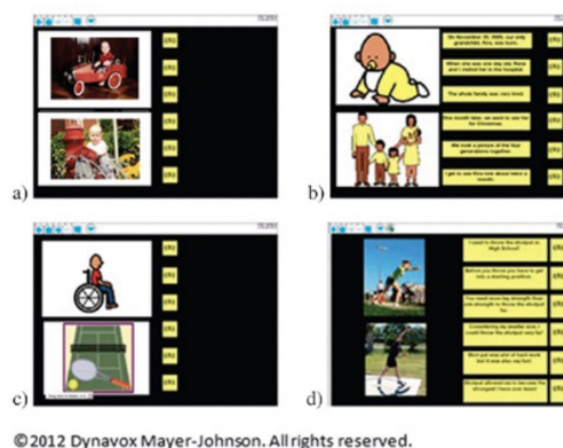 a)
b)
On November 29, 2009, our only
grandchild, Kira, was born.
When she was one day old, Steve
and I visited her in the hospital.
The whole family was very tired.
One month later, we went to see her
for Christmas.
We took a picture of the four
generations together.
I get to see Kira now about twice a
month.
c)
d)
I used to throw the shotput in
High School!
Before you throw you have to get
into a starting position.
You need more leg strength than
arm strength to throw the shotput
far.
Considering my smaller size, I
could throw the shotput very far!
Shot put was alot of hard work
but it was also very fun!
Shotput allowed me to become the
strongest I have ever been!
©2012 Dynavox Mayer-Johnson. All rights reserved.